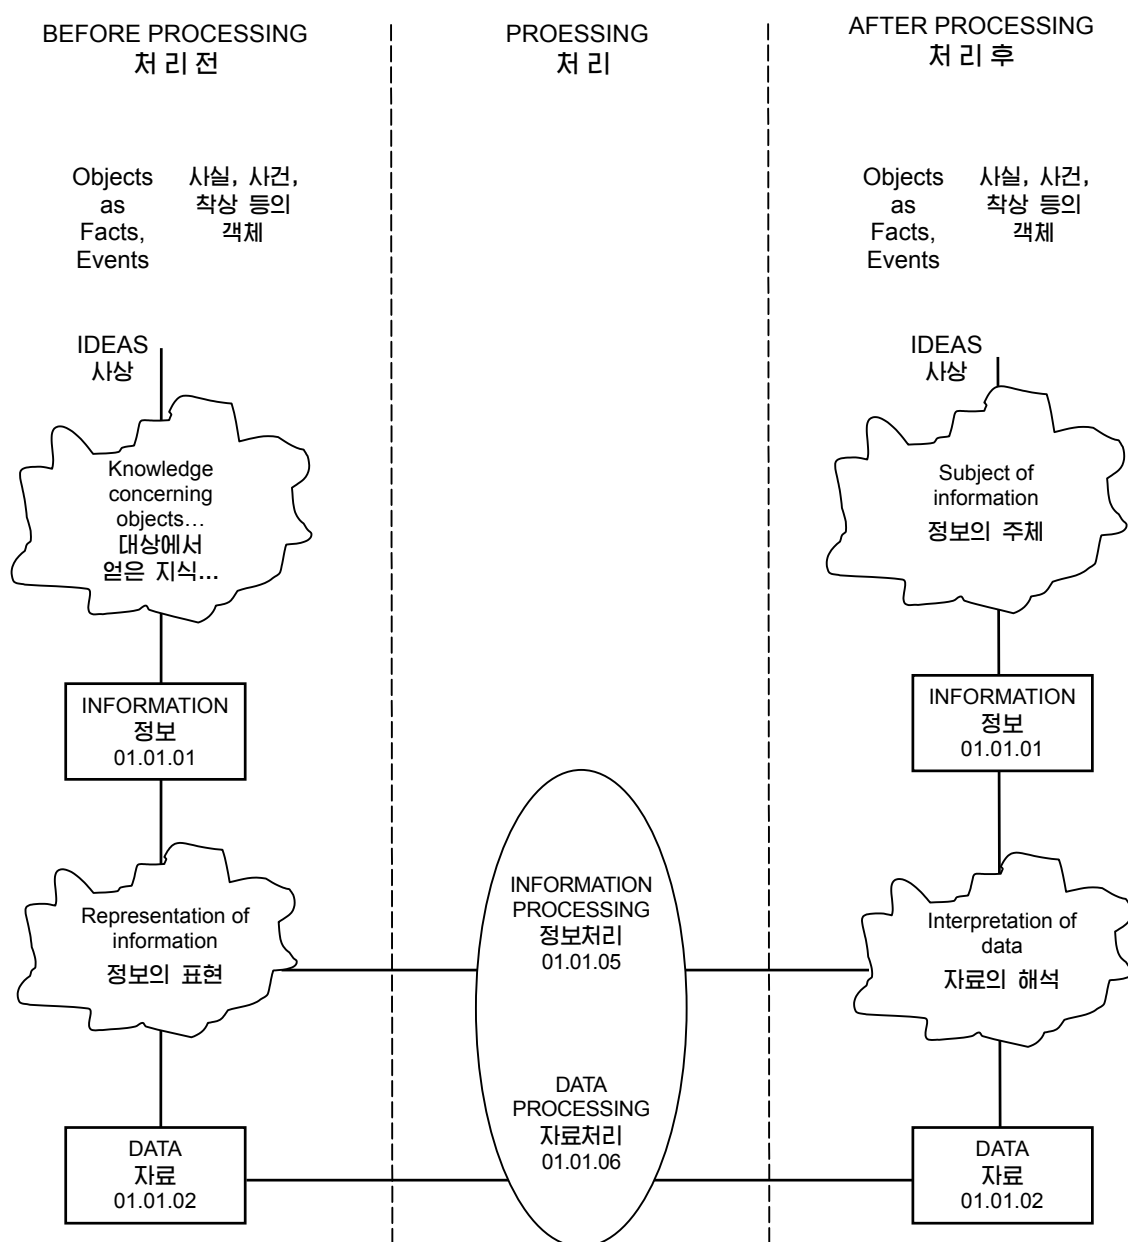 BEFORE PROCESSING
처 리 전
PROESSING
처 리
AFTER PROCESSING
처 리 후
Objects
as
Facts,
Events
사실, 사건,
착상 등의
객체
IDEAS
사상
Knowledge
concerning
objects...
대상에서
얻은 지식...
INFORMATION
정보
01.01.01
Representation of
information
정보의 표현
DATA
자료
01.01.02
INFORMATION
PROCESSING
정보처리
01.01.05
DATA
PROCESSING
자료처리
01.01.06
Objects
as
Facts,
Events
사실, 사건,
착상 등의
객체
IDEAS
사상
Subject of
information
정보의 주체
INFORMATION
정보
01.01.01
Interpretation of
data
자료의 해석
DATA
자료
01.01.02